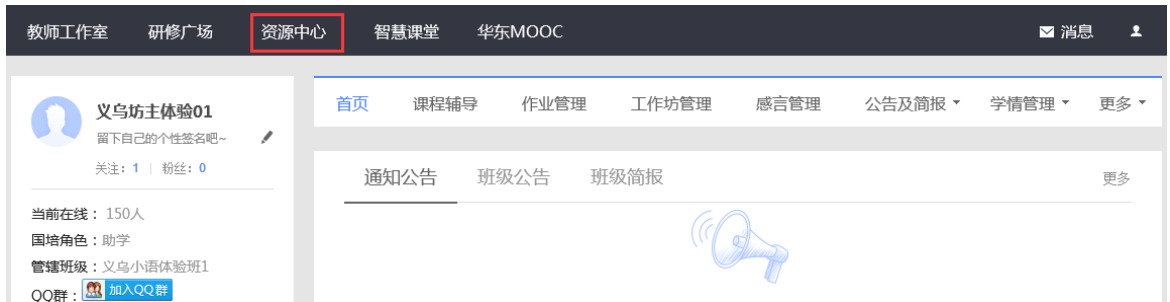 教师工作室 研修广场 资源中心 智慧课堂 华东MOOC 消息
义乌坊主体验01
留下自己的个性签名吧~
关注：1 | 粉丝：0
当前在线：150人
国培角色：助学
管辖班级：义乌小语体验班1
QQ群：加入QQ群
首页 课程辅导 作业管理 工作坊管理 感言管理 公告及简报 学情管理 更多
通知公告 班级公告 班级简报 更多